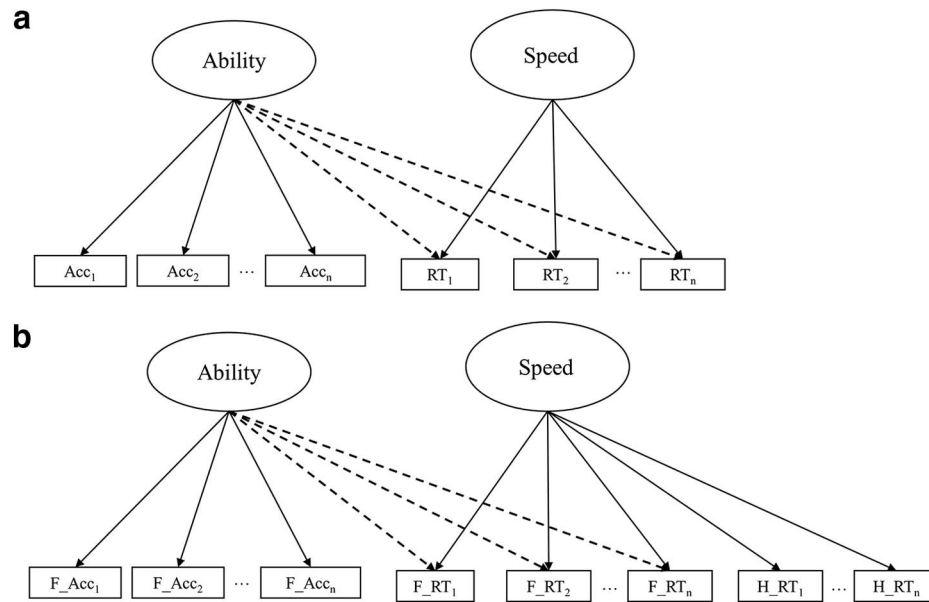 a
Ability Speed
Acc₁ Acc₂ ... Accₙ RT₁ RT₂ ... RTₙ
b
Ability Speed
F_Acc₁ F_Acc₂ ... F_Accₙ F_RT₁ F_RT₂ ... F_RTₙ H_RT₁ ... H_RTₙ